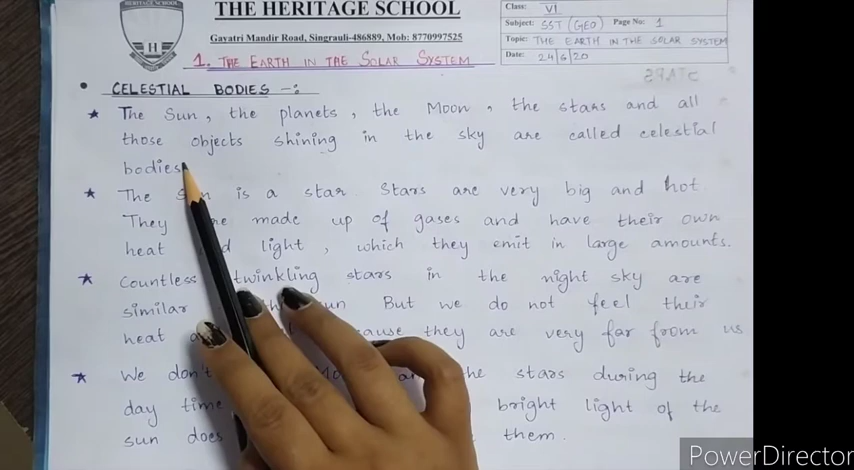 THE HERITAGE SCHOOL
Gayatri Mandir Road, Singrauli-486889, Mob: 8770997525
Class: VI
Subject: SST (GEO) Page No: 1
Topic: THE EARTH IN THE SOLAR SYSTEM
Date: 24/6/20
1. THE EARTH IN THE SOLAR SYSTEM
CELESTIAL BODIES -:
The Sun, the planets, the Moon, the stars and all
those objects shining in the sky are called celestial
bodies
The is a star. Stars are very big and hot
They made up of gases and have their own
heat light, which they emit in large amounts.
Countless twinkling stars in the night sky are
similar But we do not feel their
heat they are very far from us
We don't the stars during the
day time bright light of the
sun does them.
PowerDirector